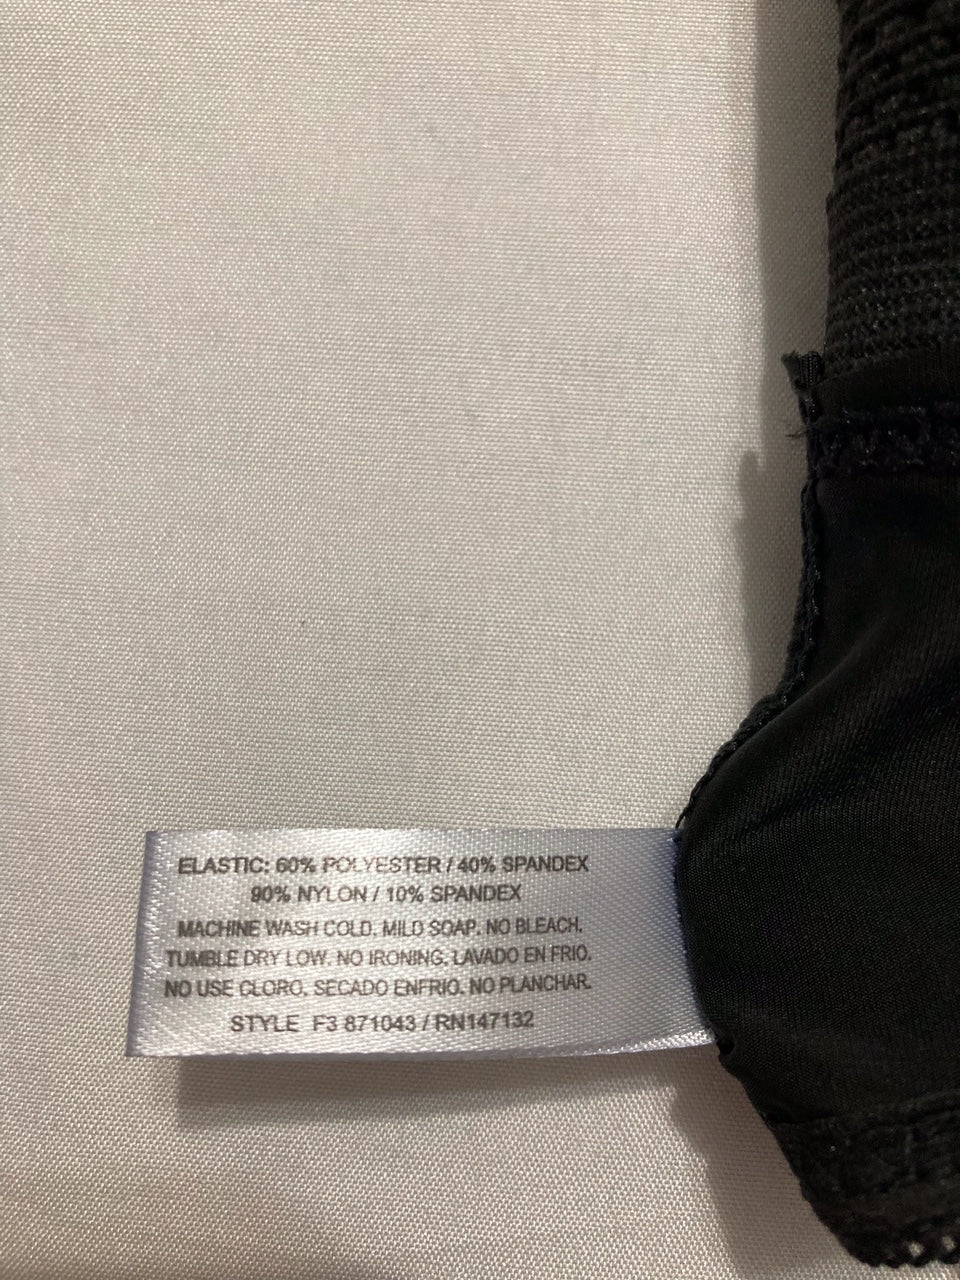 ELASTIC: 60% POLYESTER / 40% SPANDEX
90% NYLON / 10% SPANDEX
MACHINE WASH COLD. MILD SOAP. NO BLEACH.
TUMBLE DRY LOW. NO IRONING. LAVADO EN FRIO.
NO USE CLORO. SECADO ENFRIO. NO PLANCHAR.
STYLE F3 871043 / RN147132